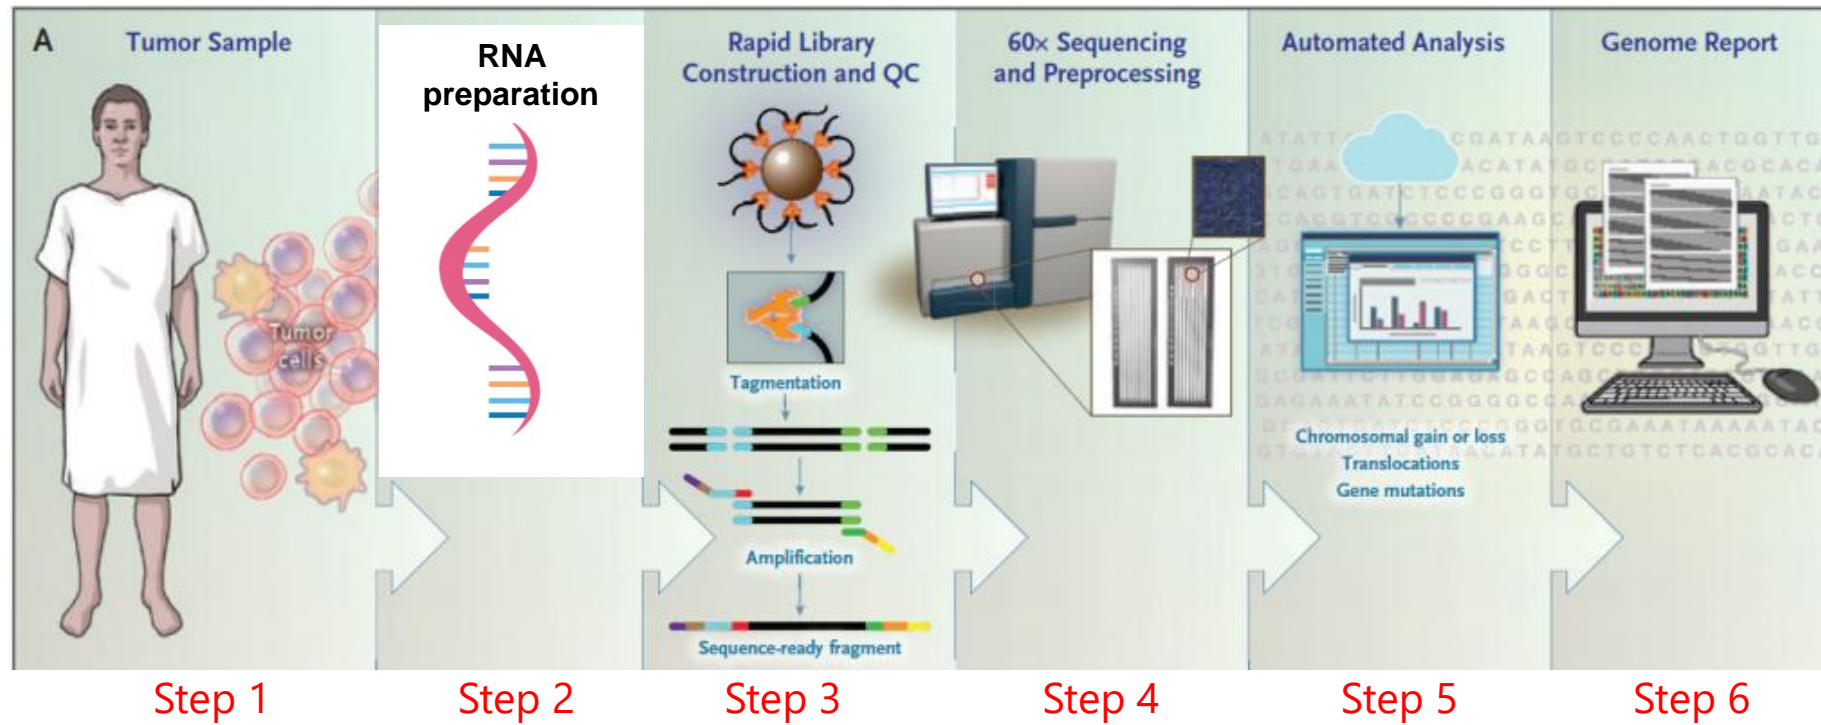 A
Tumor Sample
Tumor
cells
RNA
preparation
Rapid Library
Construction and QC
Tagmentation
Amplification
Sequence-ready fragment
60× Sequencing
and Preprocessing
Automated Analysis
Chromosomal gain or loss
Translocations
Gene mutations
Genome Report
Step 1
Step 2
Step 3
Step 4
Step 5
Step 6